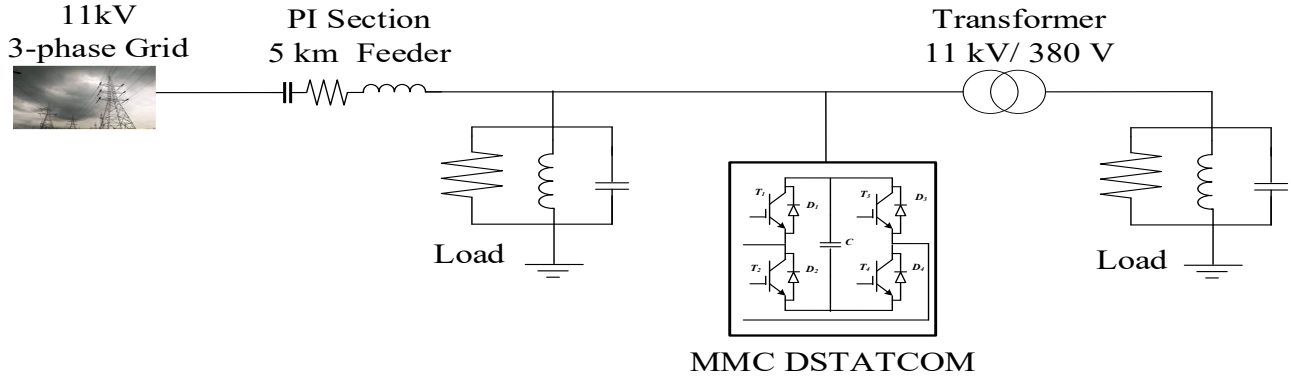 11kV
3-phase Grid
PI Section
5 km Feeder
Transformer
11 kV/ 380 V
Load
T1
D1
T3
D3
C
T2
D2
T4
D4
Load
MMC DSTATCOM